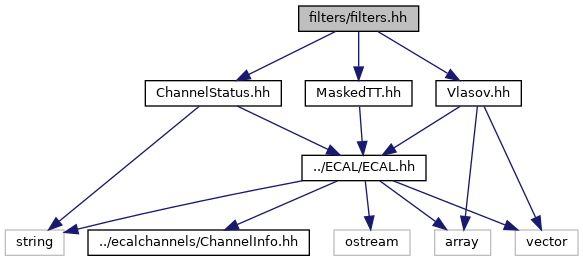 filters/filters.hh
ChannelStatus.hh
MaskedTT.hh
Vlasov.hh
../ECAL/ECAL.hh
string
../ecalchannels/ChannelInfo.hh
ostream
array
vector